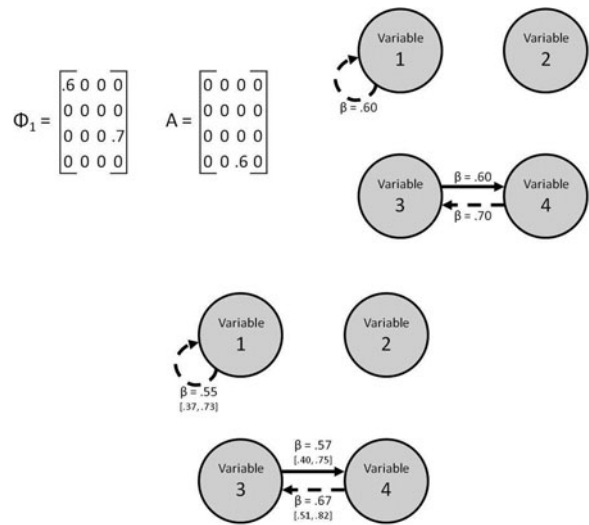 Φ₁ =
.6 0 0 0
0 0 0 0
0 0 0 .7
0 0 0 0
A =
0 0 0 0
0 0 0 0
0 0 0 0
0 0 .6 0
Variable
1
Variable
2
β = .60
Variable
3
β = .60
β = .70
Variable
4
Variable
1
Variable
2
β = .55
[.37, .73]
Variable
3
β = .57
[.40, .75]
β = .67
[.51, .82]
Variable
4